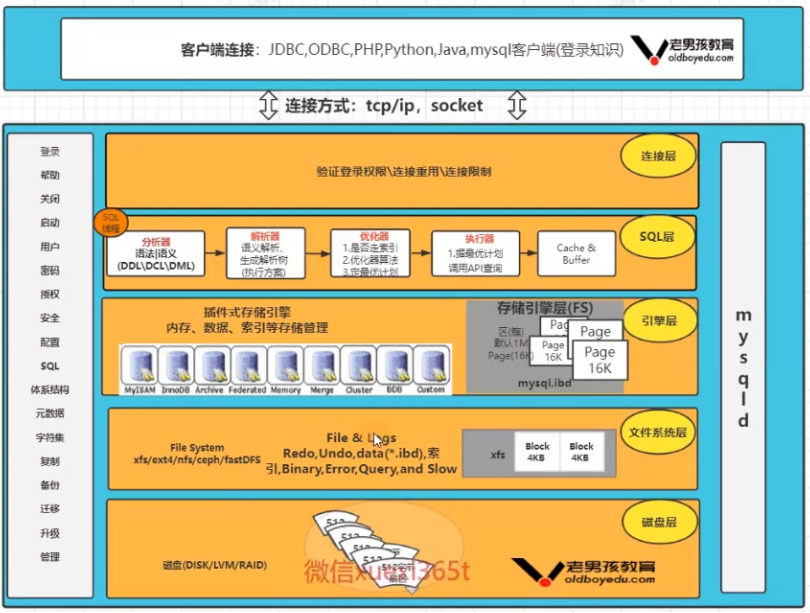 客户端连接：JDBC,ODBC,PHP,Python,Java,mysql客户端(登录知识)
老男孩教育
oldboyedu.com
连接方式：tcp/ip，socket
登录
帮助
关闭
启动
用户
密码
授权
安全
配置
SQL
体系结构
元数据
字符集
复制
备份
迁移
升级
管理
验证登录权限\连接重用\连接限制
连接层
SQL
线程
分析器
语法|语义
(DDL\DCL\DML)
解析器
语义解析、
生成解析树
(执行方案)
优化器
1.是否走索引
2.优化器算法
3.定最优计划
执行器
1.据最优计划
调用API查询
Cache &
Buffer
SQL层
插件式存储引擎
内存、数据、索引等存储管理
MyISAM
InnoDB
Archive
Federated
Memory
Merge
Cluster
BDB
Custom
存储引擎层(FS)
区(簇)
默认1M
Page(16K)
Page
16K
Page
Page
16K
mysql.ibd
引擎层
File System
xfs/ext4/nfs/ceph/fastDFS
File & Logs
Redo,Undo,data(*.ibd),索
引,Binary,Error,Query,and Slow
xfs
Block
4KB
Block
4KB
文件系统层
磁盘(DISK/LVM/RAID)
512
512
512
512字节
扇区
微信xuexi365t
老男孩教育
oldboyedu.com
磁盘层
mysqld